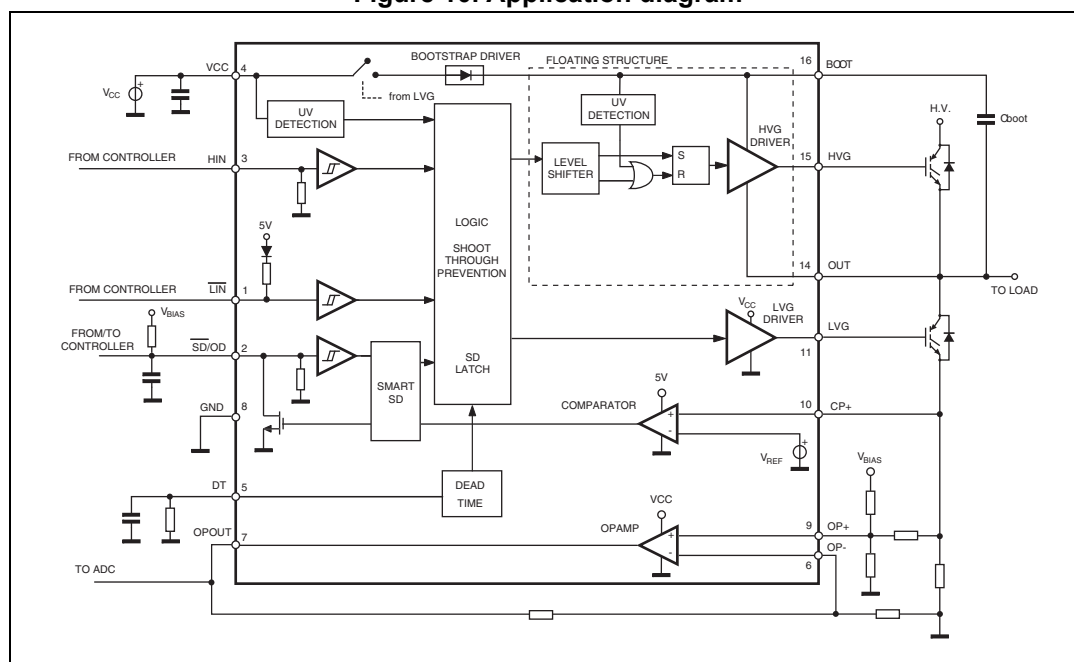 BOOTSTRAP DRIVER
FLOATING STRUCTURE
VCC
4
16
BOOT
VCC
from LVG
H.V.
Cboot
UV
DETECTION
UV
DETECTION
HVG
DRIVER
FROM CONTROLLER
HIN
3
LEVEL
SHIFTER
S
R
15
HVG
LOGIC
SHOOT
THROUGH
PREVENTION
5V
14
OUT
TO LOAD
FROM CONTROLLER
LIN
1
VCC
LVG
DRIVER
LVG
11
VBIAS
FROM/TO
CONTROLLER
SD/OD
2
SD
LATCH
SMART
SD
5V
COMPARATOR
+
-
10
CP+
GND
8
VREF
+
VBIAS
DT
5
DEAD
TIME
VCC
OPOUT
7
OPAMP
+
-
9
OP+
OP-
6
TO ADC